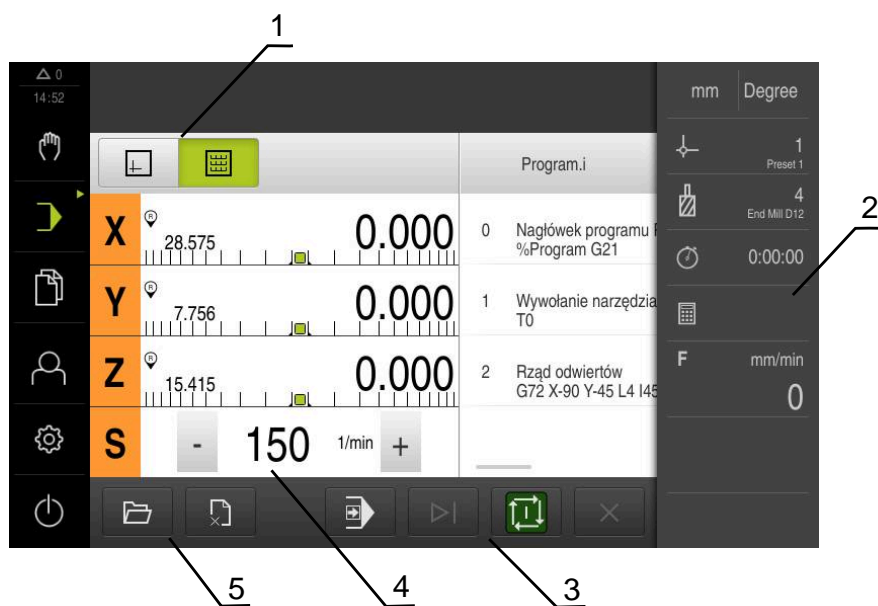 1
0
14:52
mm Degree
1
Preset 1
Program.i
4
End Mill D12
2
X R 28.575 0.000
0 Nagłówek programu
%Program G21
0:00:00
Y R 7.756 0.000
1 Wywołanie narzędzia
T0
F mm/min
0
Z R 15.415 0.000
2 Rząd odwiertów
G72 X-90 Y-45 L4 I45
S - 150 1/min +
5
4
3